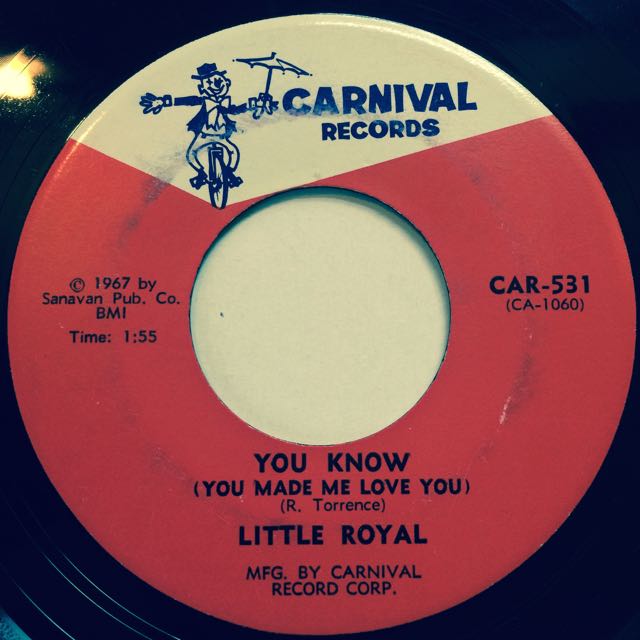 CARNIVAL
RECORDS
© 1967 by
Sanavan Pub. Co.
BMI
Time: 1:55
CAR-531
(CA-1060)
YOU KNOW
(YOU MADE ME LOVE YOU)
(R. Torrence)
LITTLE ROYAL
MFG. BY CARNIVAL
RECORD CORP.